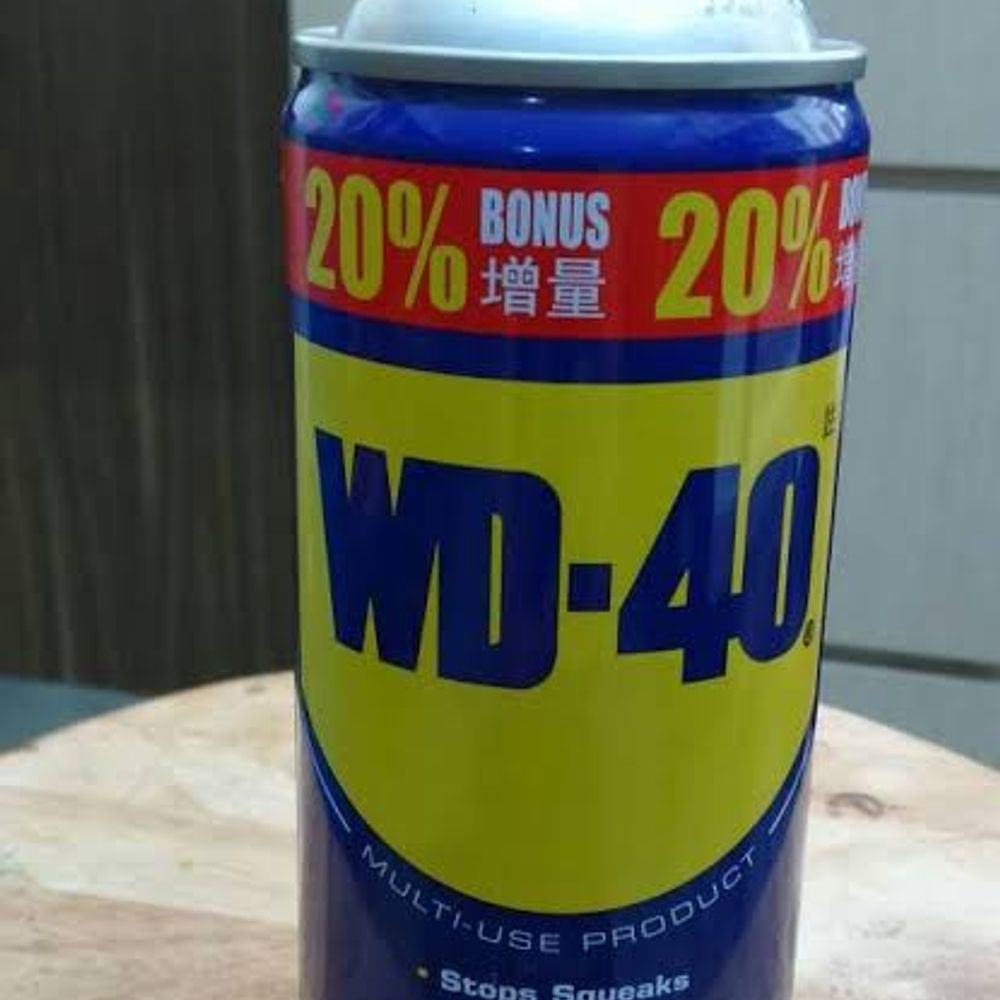 20% BONUS 20%
增量
WD-40
MULTI-USE PRODUCT
• Stops Squeaks